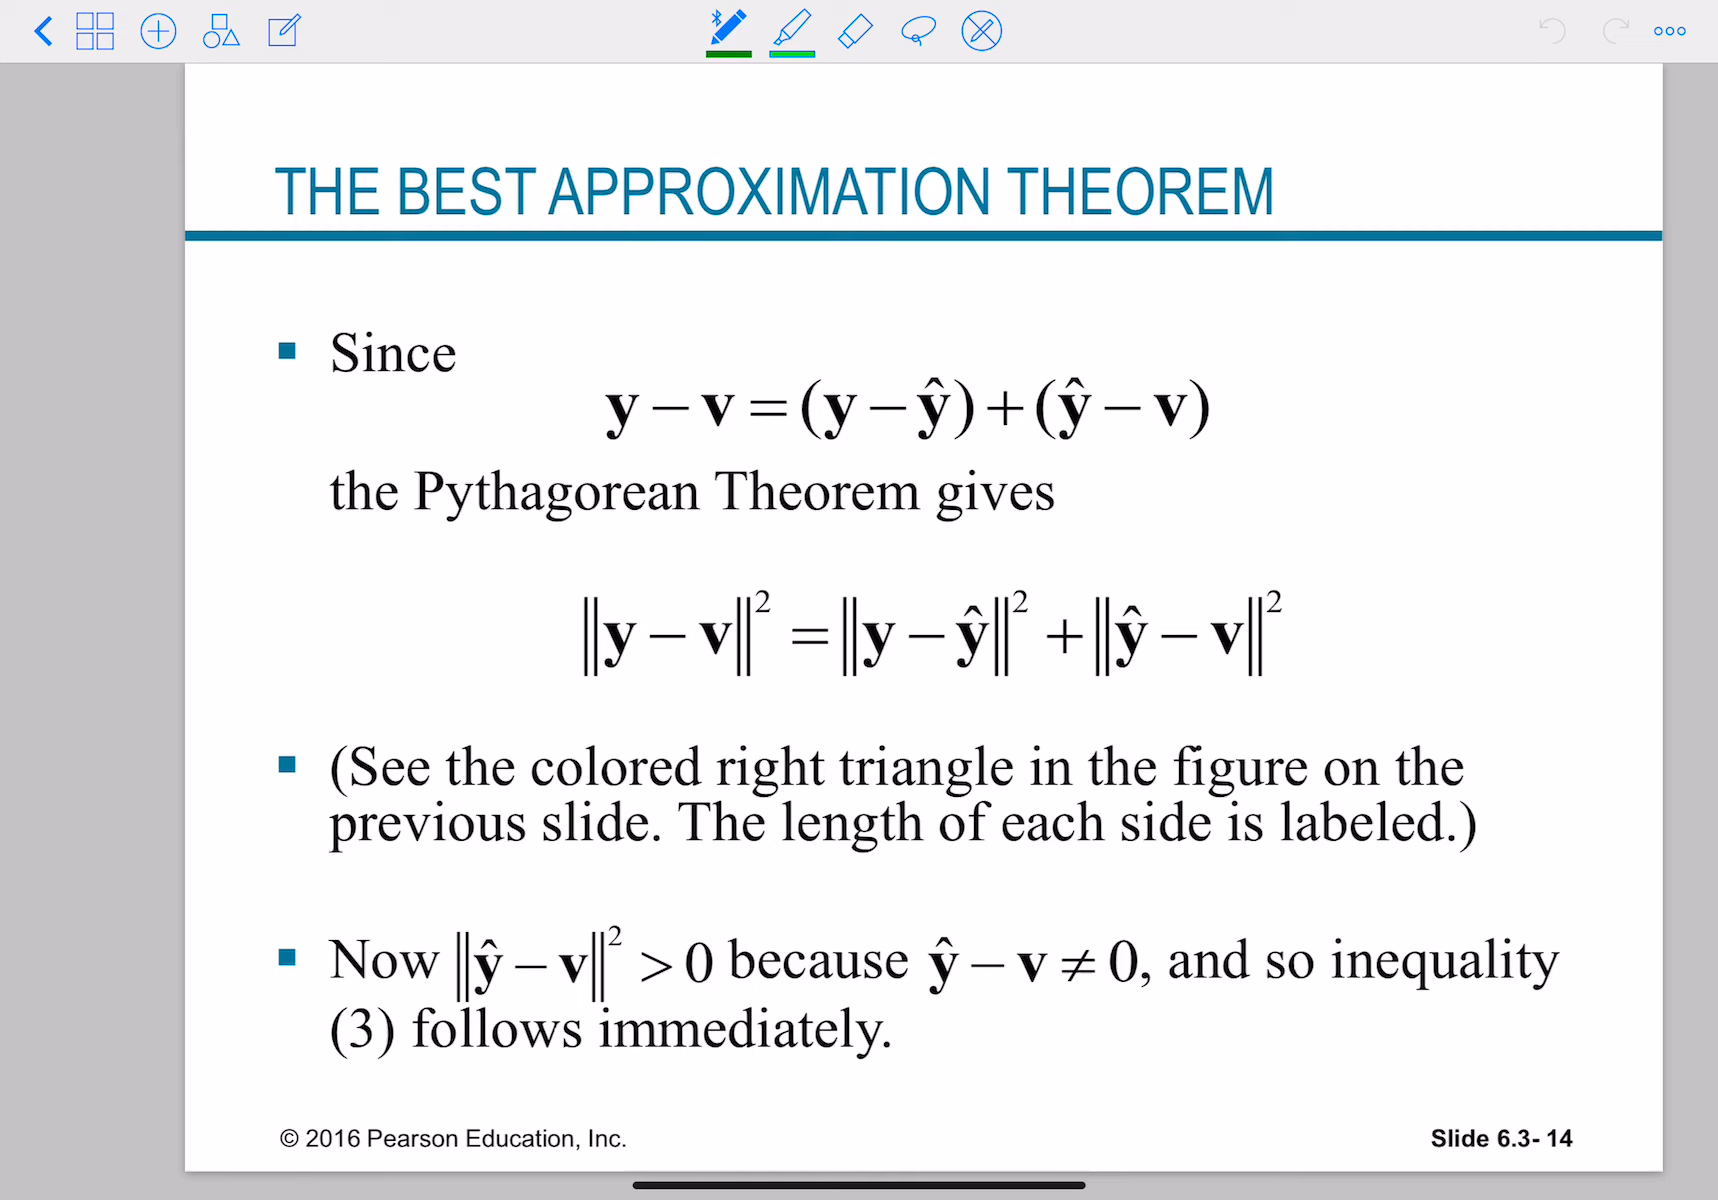 THE BEST APPROXIMATION THEOREM
▪ Since
y − v = (y − ŷ) + (ŷ − v)
the Pythagorean Theorem gives
‖y − v‖² = ‖y − ŷ‖² + ‖ŷ − v‖²
▪ (See the colored right triangle in the figure on the
previous slide. The length of each side is labeled.)
▪ Now ‖ŷ − v‖² > 0 because ŷ − v ≠ 0, and so inequality
(3) follows immediately.
© 2016 Pearson Education, Inc.
Slide 6.3- 14